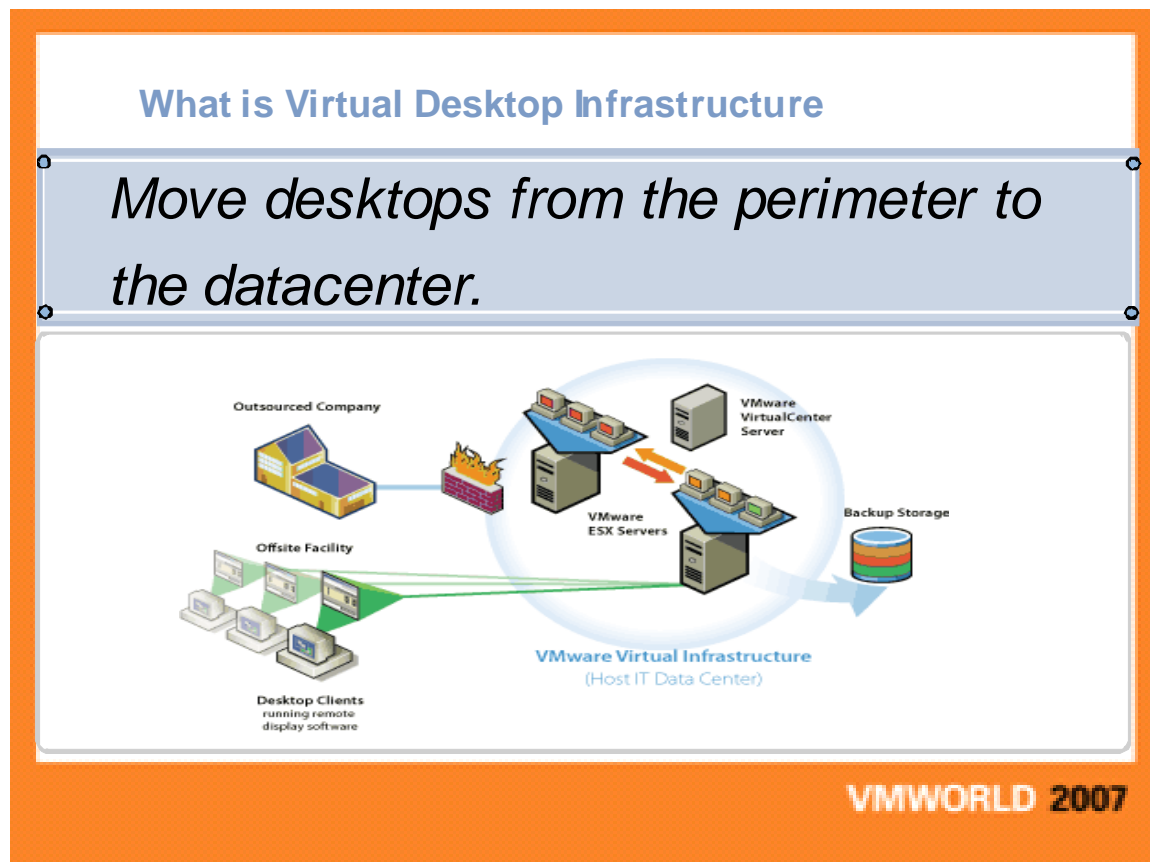 What is Virtual Desktop Infrastructure
Move desktops from the perimeter to
the datacenter.
Outsourced Company
VMware
VirtualCenter
Server
VMware
ESX Servers
Backup Storage
Offsite Facility
VMware Virtual Infrastructure
(Host IT Data Center)
Desktop Clients
running remote
display software
VMWORLD 2007